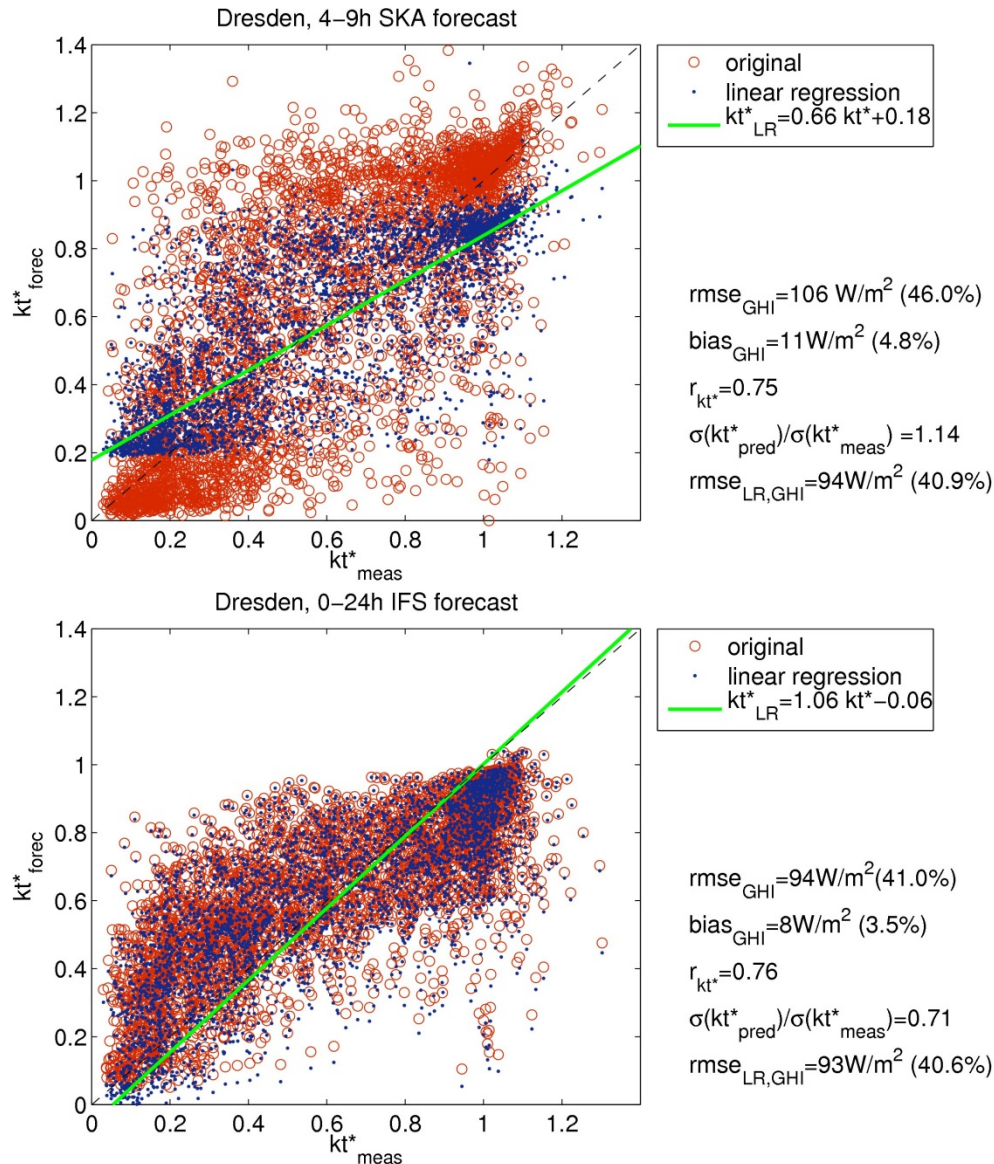 Dresden, 4−9h SKA forecast
1.4
1.2
1
0.8
0.6
0.4
0.2
0
kt*forec
0 0.2 0.4 0.6 0.8 1 1.2
kt*meas
original
linear regression
kt*LR=0.66 kt*+0.18
rmseGHI=106 W/m² (46.0%)
biasGHI=11W/m² (4.8%)
rkt*=0.75
σ(kt*pred)/σ(kt*meas) =1.14
rmseLR,GHI=94W/m² (40.9%)
Dresden, 0−24h IFS forecast
1.4
1.2
1
0.8
0.6
0.4
0.2
0
kt*forec
0 0.2 0.4 0.6 0.8 1 1.2
kt*meas
original
linear regression
kt*LR=1.06 kt*−0.06
rmseGHI=94W/m²(41.0%)
biasGHI=8W/m² (3.5%)
rkt*=0.76
σ(kt*pred)/σ(kt*meas)=0.71
rmseLR,GHI=93W/m² (40.6%)